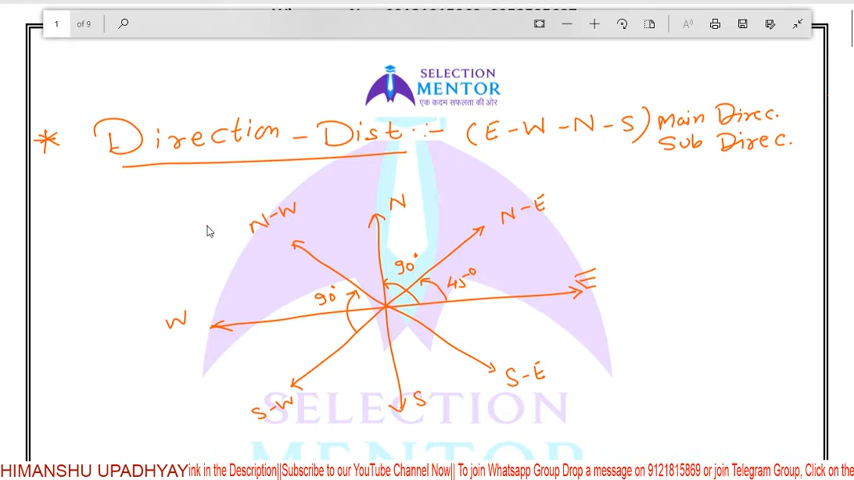 1 of 9
SELECTION
MENTOR
एक कदम सफलता की ओर
* Direction - Dist :- (E-W-N-S) Main Direc.
Sub Direc.
N-W
N
N-E
90°
45°
E
90°
W
S-W
S
S-E
SELECTION
MENTOR
HIMANSHU UPADHYAY ink in the Description||Subscribe to our YouTube Channel Now|| To join Whatsapp Group Drop a message on 9121815869 or join Telegram Group, Click on the